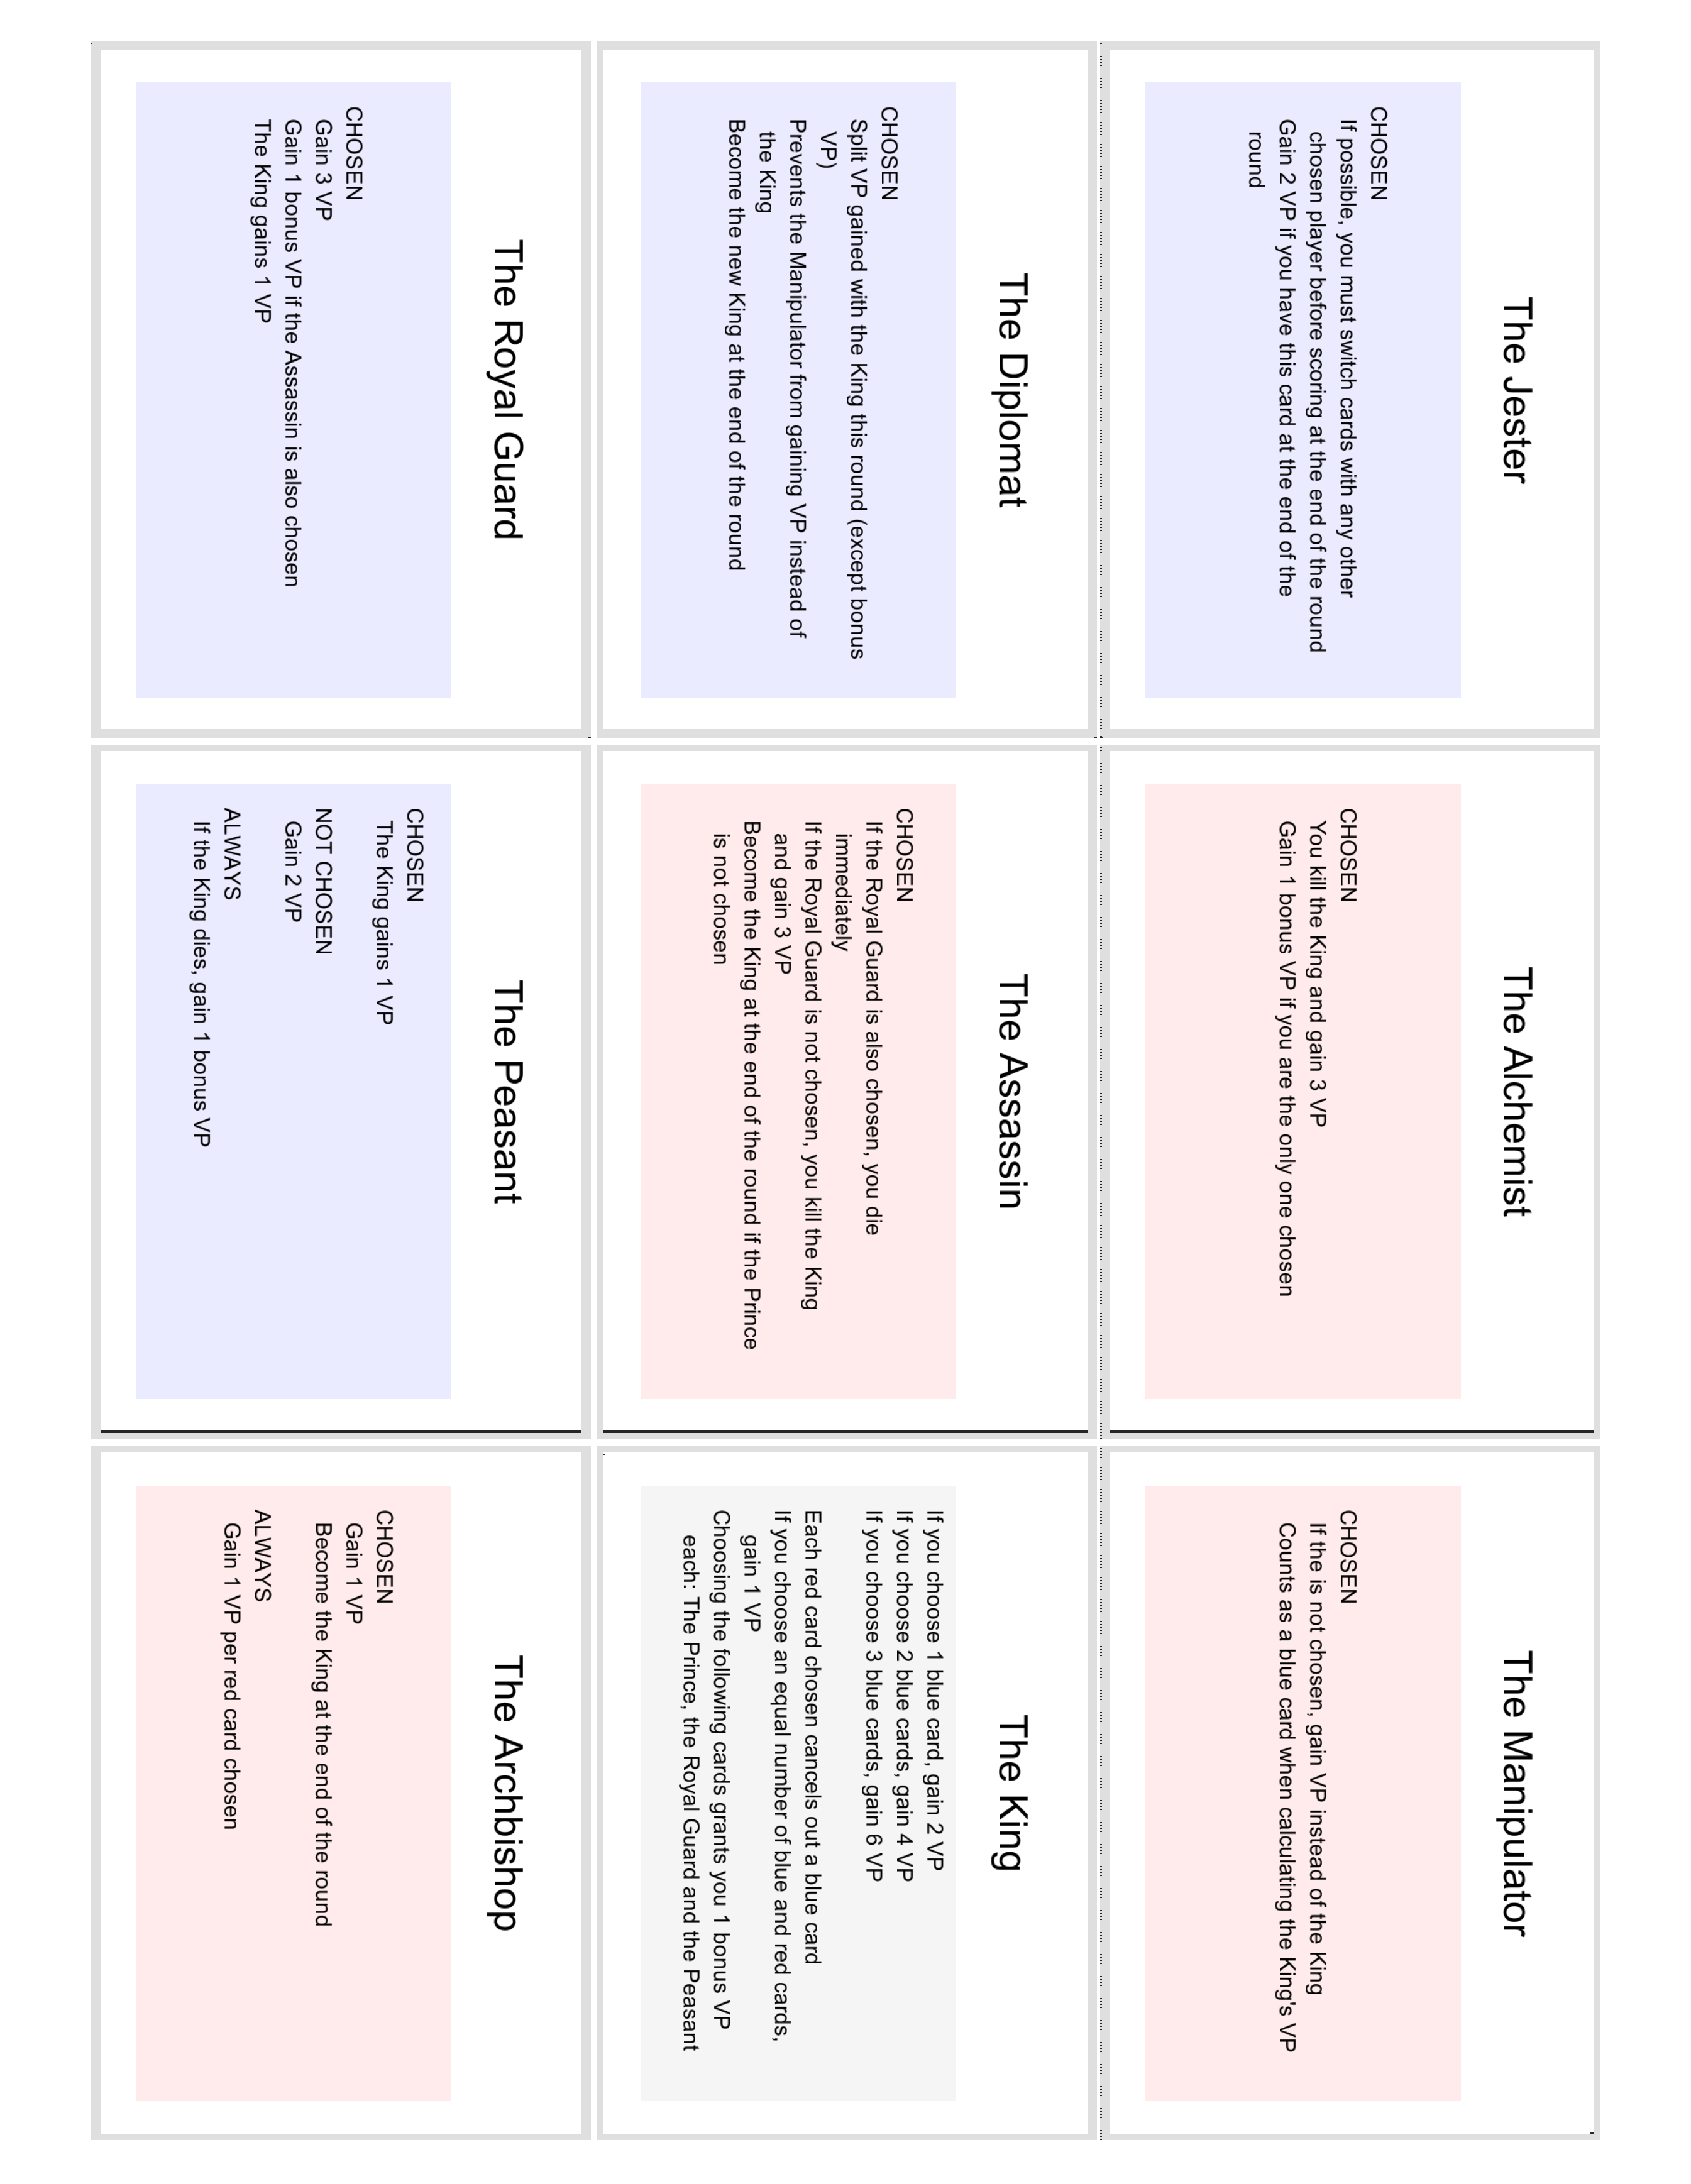 The Jester
CHOSEN
If possible, you must switch cards with any other
chosen player before scoring at the end of the round
Gain 2 VP if you have this card at the end of the
round
The Alchemist
CHOSEN
You kill the King and gain 3 VP
Gain 1 bonus VP if you are the only one chosen
The Manipulator
CHOSEN
If the is not chosen, gain VP instead of the King
Counts as a blue card when calculating the King's VP
The Diplomat
CHOSEN
Split VP gained with the King this round (except bonus
VP)
Prevents the Manipulator from gaining VP instead of
the King
Become the new King at the end of the round
The Assassin
CHOSEN
If the Royal Guard is also chosen, you die
immediately
If the Royal Guard is not chosen, you kill the King
and gain 3 VP
Become the King at the end of the round if the Prince
is not chosen
The King
If you choose 1 blue card, gain 2 VP
If you choose 2 blue cards, gain 4 VP
If you choose 3 blue cards, gain 6 VP
Each red card chosen cancels out a blue card
If you choose an equal number of blue and red cards,
gain 1 VP
Choosing the following cards grants you 1 bonus VP
each: The Prince, the Royal Guard and the Peasant
The Royal Guard
CHOSEN
Gain 3 VP
Gain 1 bonus VP if the Assassin is also chosen
The King gains 1 VP
The Peasant
CHOSEN
The King gains 1 VP
NOT CHOSEN
Gain 2 VP
ALWAYS
If the King dies, gain 1 bonus VP
The Archbishop
CHOSEN
Gain 1 VP
Become the King at the end of the round
ALWAYS
Gain 1 VP per red card chosen